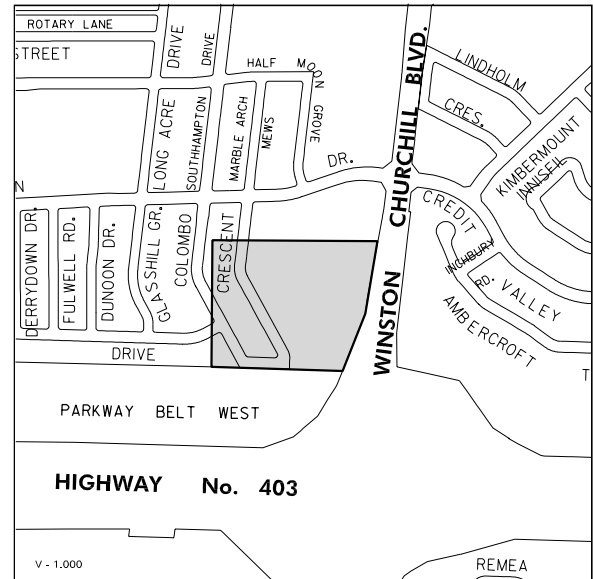 ROTARY LANE
STREET
DRIVE
DRIVE
HALF MOON GROVE
LINDHOLM
CRES.
LONG ACRE
SOUTHHAMPTON
MARBLE ARCH
MEWS
DR.
WINSTON CHURCHILL BLVD.
KIMBERMOUNT
INNISFIL
N
CREDIT
VALLEY
INCHBURY
RD.
AMBERCROFT
DERRYDOWN DR.
FULWELL RD.
DUNOON DR.
GLASSHILL GR.
COLOMBO
CRESCENT
DRIVE
T
PARKWAY BELT WEST
HIGHWAY No. 403
V - 1.000
REMEA